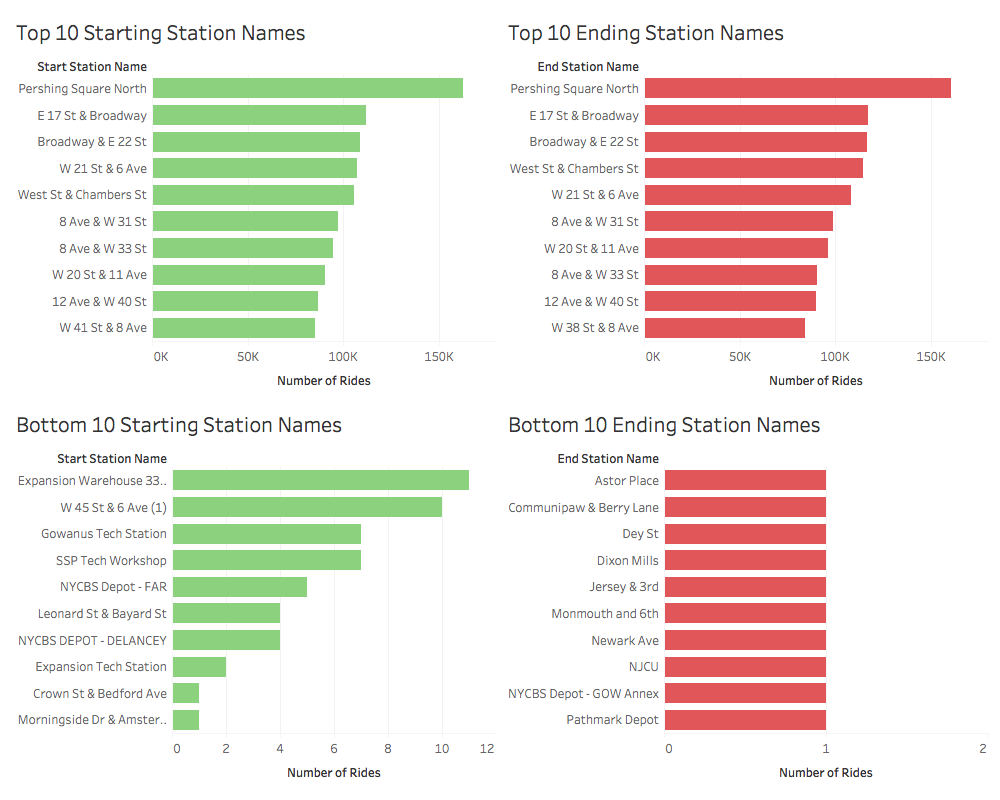 Top 10 Starting Station Names
Start Station Name
Pershing Square North
E 17 St & Broadway
Broadway & E 22 St
W 21 St & 6 Ave
West St & Chambers St
8 Ave & W 31 St
8 Ave & W 33 St
W 20 St & 11 Ave
12 Ave & W 40 St
W 41 St & 8 Ave
0K 50K 100K 150K
Number of Rides
Top 10 Ending Station Names
End Station Name
Pershing Square North
E 17 St & Broadway
Broadway & E 22 St
West St & Chambers St
W 21 St & 6 Ave
8 Ave & W 31 St
W 20 St & 11 Ave
8 Ave & W 33 St
12 Ave & W 40 St
W 38 St & 8 Ave
0K 50K 100K 150K
Number of Rides
Bottom 10 Starting Station Names
Start Station Name
Expansion Warehouse 33..
W 45 St & 6 Ave (1)
Gowanus Tech Station
SSP Tech Workshop
NYCBS Depot - FAR
Leonard St & Bayard St
NYCBS DEPOT - DELANCEY
Expansion Tech Station
Crown St & Bedford Ave
Morningside Dr & Amster..
0 2 4 6 8 10 12
Number of Rides
Bottom 10 Ending Station Names
End Station Name
Astor Place
Communipaw & Berry Lane
Dey St
Dixon Mills
Jersey & 3rd
Monmouth and 6th
Newark Ave
NJCU
NYCBS Depot - GOW Annex
Pathmark Depot
0 1 2
Number of Rides